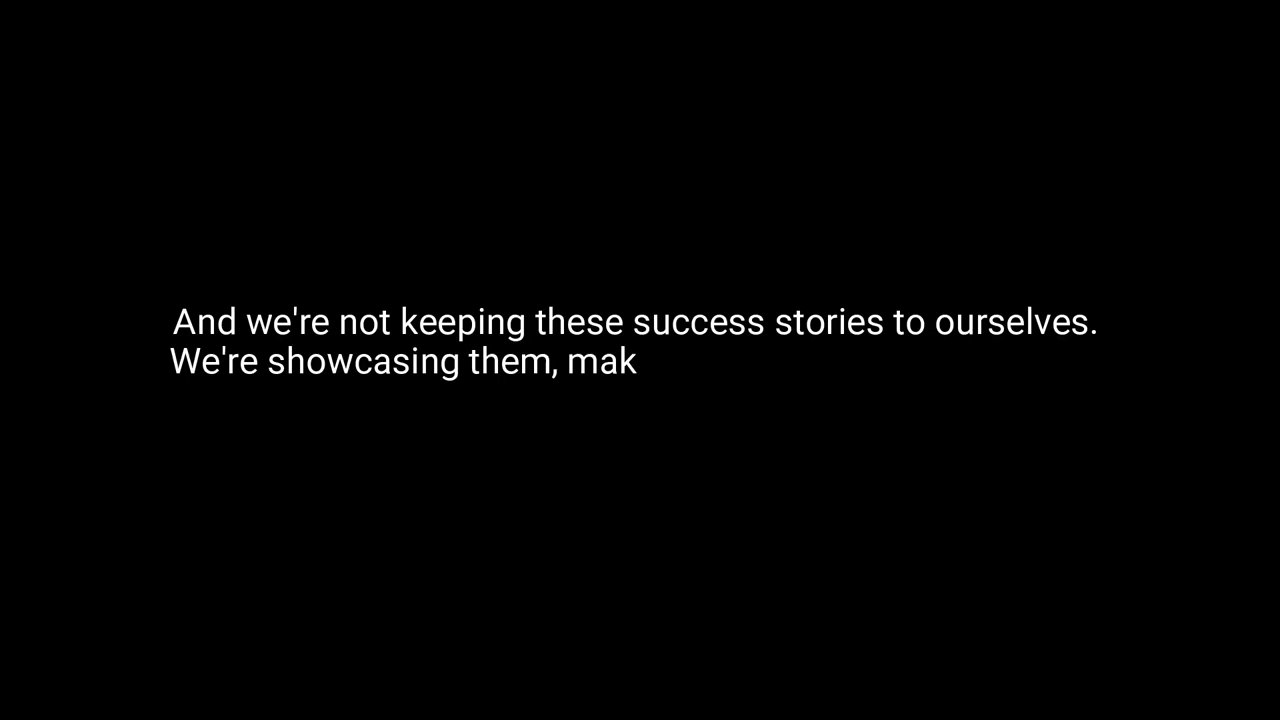 And we're not keeping these success stories to ourselves.
We're showcasing them, mak